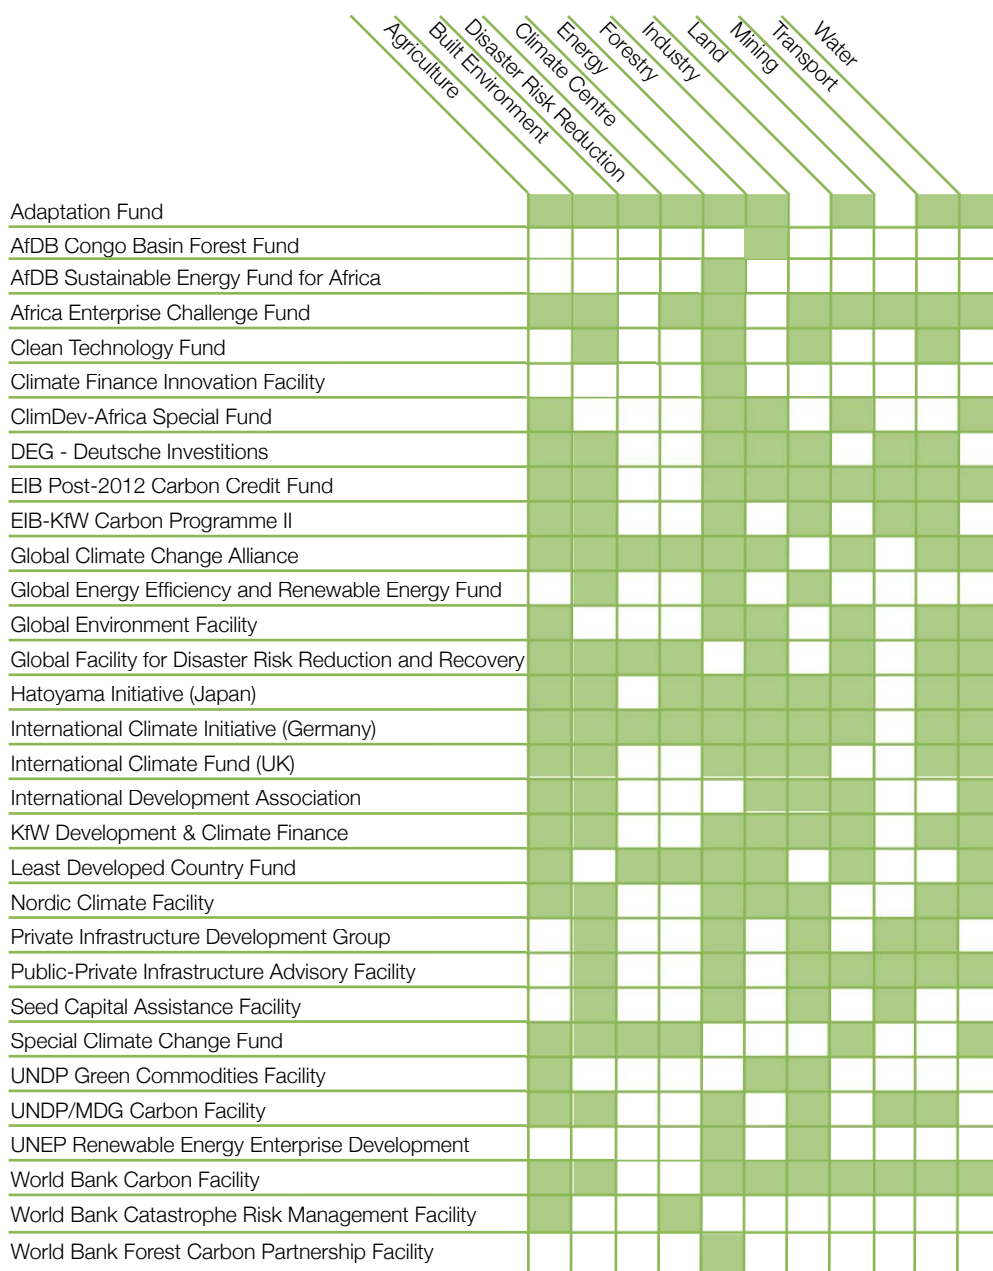 Agriculture
Built Environment
Disaster Risk Reduction
Climate Centre
Energy
Forestry
Industry
Land
Mining
Transport
Water
Adaptation Fund
AfDB Congo Basin Forest Fund
AfDB Sustainable Energy Fund for Africa
Africa Enterprise Challenge Fund
Clean Technology Fund
Climate Finance Innovation Facility
ClimDev-Africa Special Fund
DEG - Deutsche Investitions
EIB Post-2012 Carbon Credit Fund
EIB-KfW Carbon Programme II
Global Climate Change Alliance
Global Energy Efficiency and Renewable Energy Fund
Global Environment Facility
Global Facility for Disaster Risk Reduction and Recovery
Hatoyama Initiative (Japan)
International Climate Initiative (Germany)
International Climate Fund (UK)
International Development Association
KfW Development & Climate Finance
Least Developed Country Fund
Nordic Climate Facility
Private Infrastructure Development Group
Public-Private Infrastructure Advisory Facility
Seed Capital Assistance Facility
Special Climate Change Fund
UNDP Green Commodities Facility
UNDP/MDG Carbon Facility
UNEP Renewable Energy Enterprise Development
World Bank Carbon Facility
World Bank Catastrophe Risk Management Facility
World Bank Forest Carbon Partnership Facility